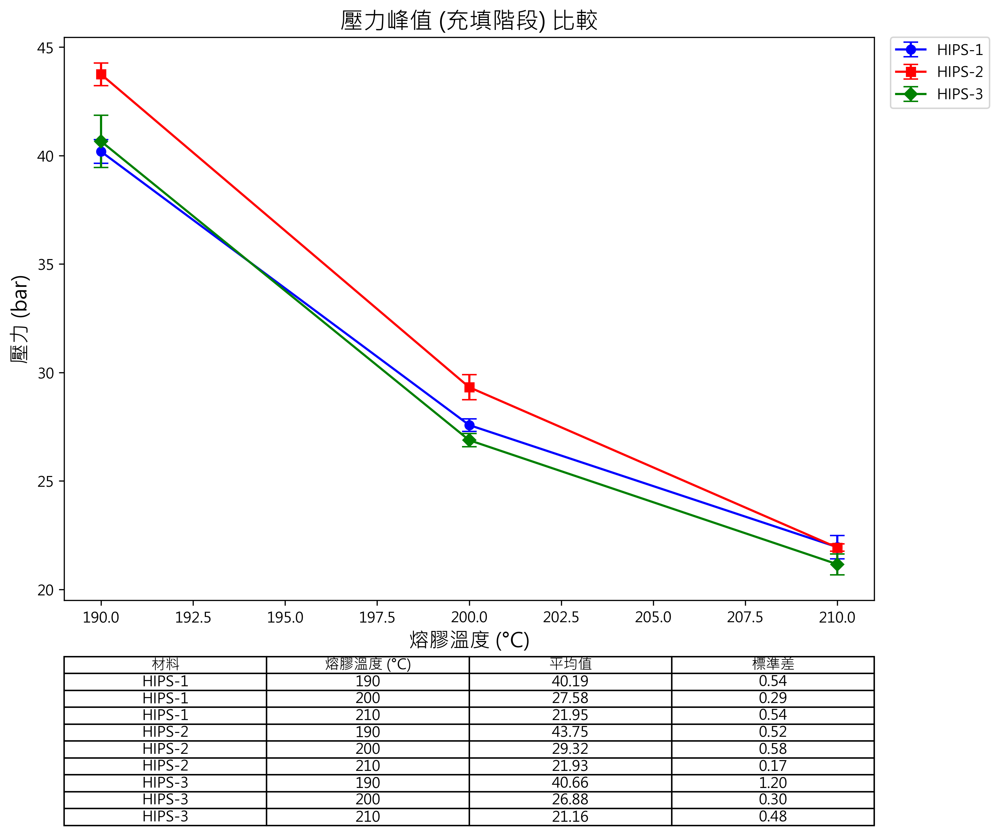 壓力峰值 (充填階段) 比較
HIPS-1
HIPS-2
HIPS-3
壓力 (bar)
45
40
35
30
25
20
190.0 192.5 195.0 197.5 200.0 202.5 205.0 207.5 210.0
熔膠溫度 (°C)
材料 熔膠溫度 (°C) 平均值 標準差
HIPS-1 190 40.19 0.54
HIPS-1 200 27.58 0.29
HIPS-1 210 21.95 0.54
HIPS-2 190 43.75 0.52
HIPS-2 200 29.32 0.58
HIPS-2 210 21.93 0.17
HIPS-3 190 40.66 1.20
HIPS-3 200 26.88 0.30
HIPS-3 210 21.16 0.48